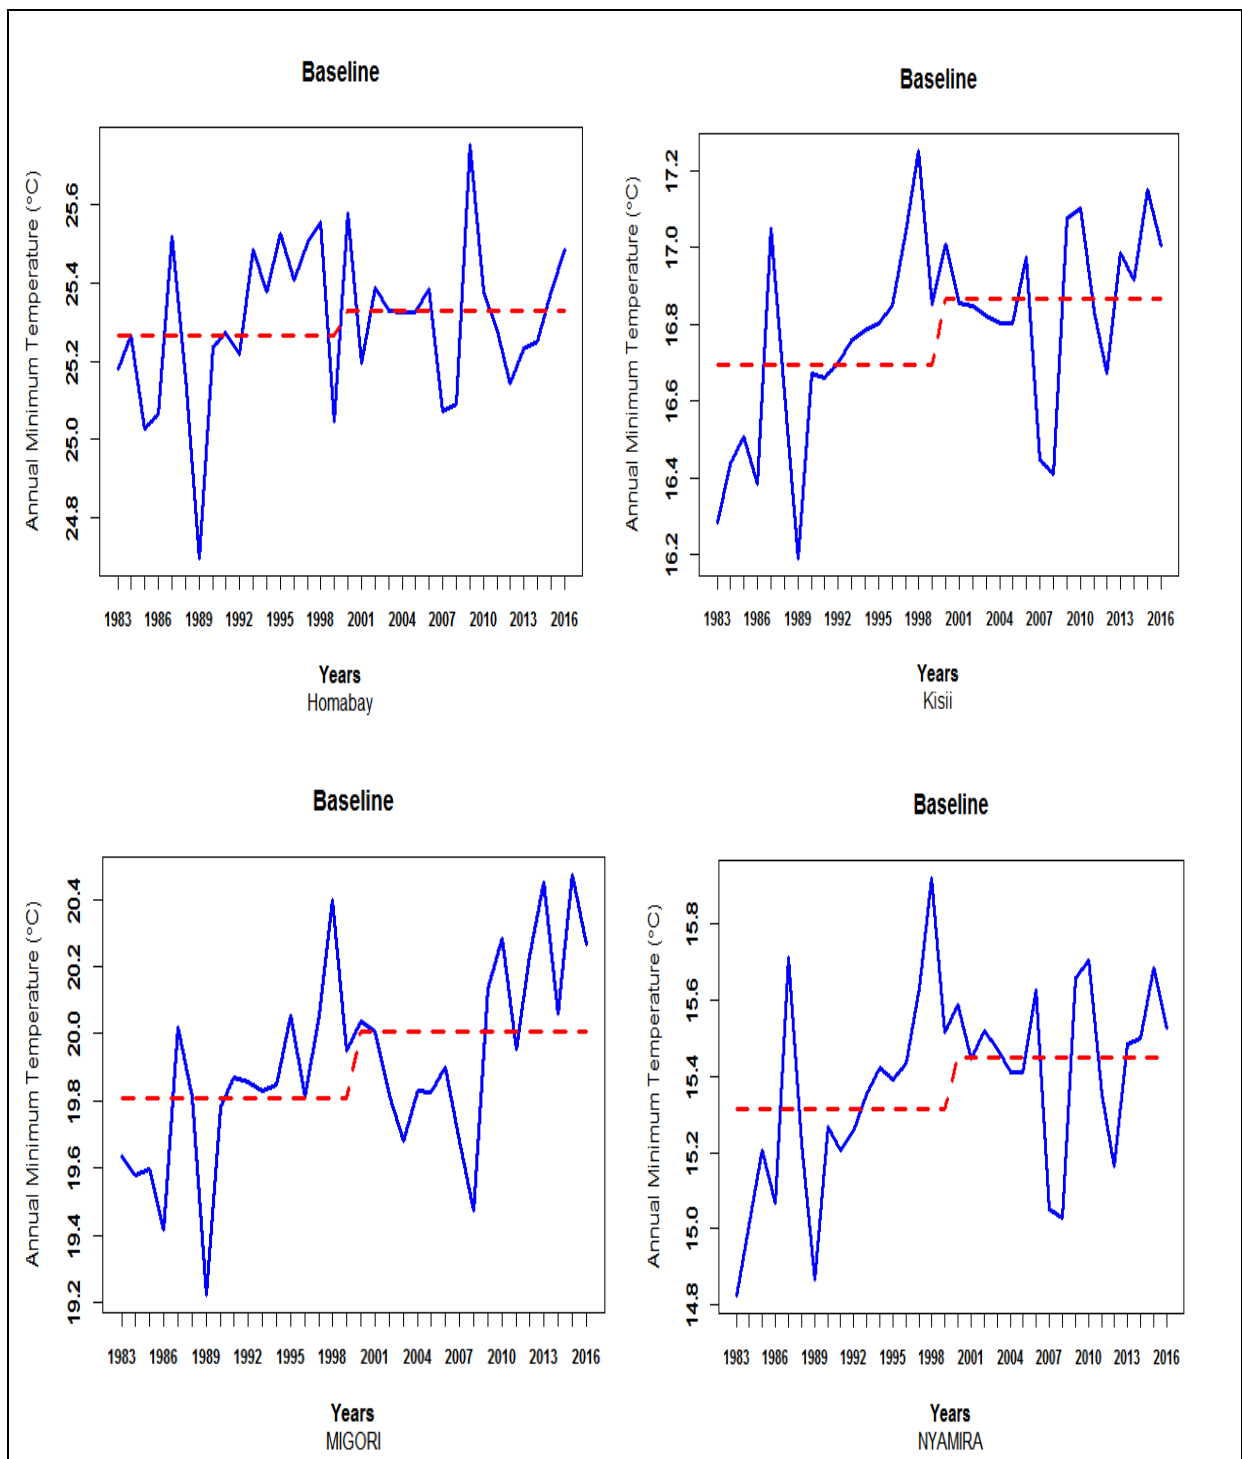 Baseline
Annual Minimum Temperature (°C)
25.6
25.4
25.2
25.0
24.8
1983 1986 1989 1992 1995 1998 2001 2004 2007 2010 2013 2016
Years
Homabay
Baseline
Annual Minimum Temperature (°C)
17.2
17.0
16.8
16.6
16.4
16.2
1983 1986 1989 1992 1995 1998 2001 2004 2007 2010 2013 2016
Years
Kisii
Baseline
Annual Minimum Temperature (°C)
20.4
20.2
20.0
19.8
19.6
19.4
19.2
1983 1986 1989 1992 1995 1998 2001 2004 2007 2010 2013 2016
Years
MIGORI
Baseline
Annual Minimum Temperature (°C)
15.8
15.6
15.4
15.2
15.0
14.8
1983 1986 1989 1992 1995 1998 2001 2004 2007 2010 2013 2016
Years
NYAMIRA